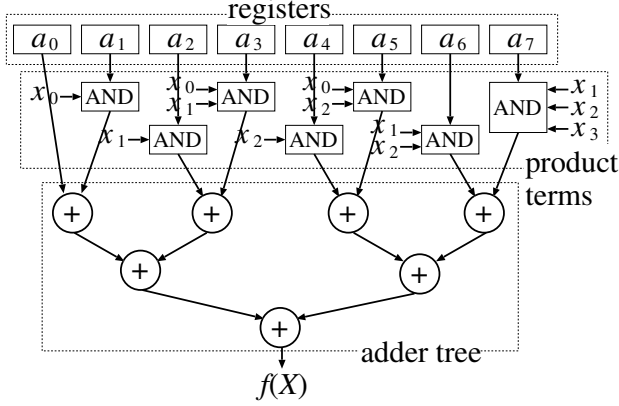 registers
a0 a1 a2 a3 a4 a5 a6 a7
x0 AND x0 x1 AND x0 x2 AND AND x1 x2 x3
x1 AND x2 AND x1 x2 AND
product
terms
+ + + +
+ +
+
adder tree
f(X)